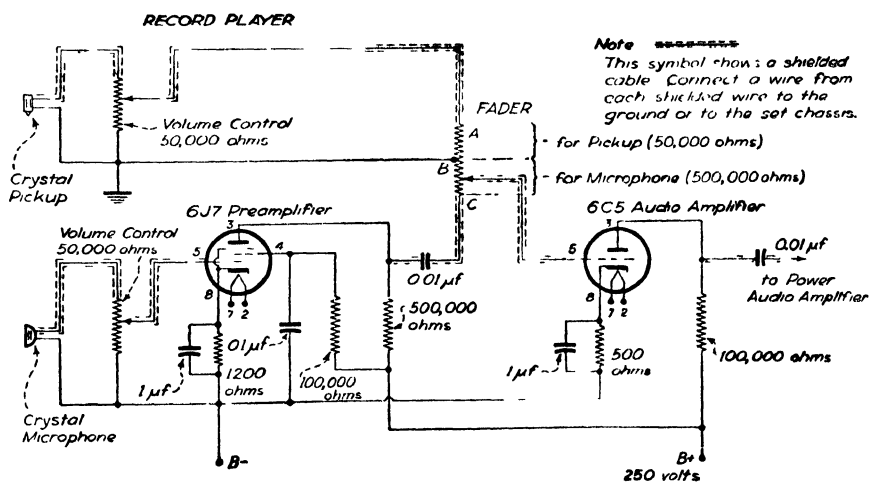 RECORD PLAYER
Note
This symbol shows a shielded
cable. Connect a wire from
each shielded wire to the
ground or to the set chassis.
FADER
Volume Control
50,000 ohms
A
for Pickup (50,000 ohms)
B
for Microphone (500,000 ohms)
C
Crystal
Pickup
6J7 Preamplifier
6C5 Audio Amplifier
Volume Control
50,000 ohms
3
5
4
8
7 2
3
5
8
7 2
0.01 μf
0.01 μf
to Power
Audio Amplifier
500,000
ohms
01 μf
1 μf
1200
ohms
100,000
ohms
1 μf
500
ohms
100,000 ohms
Crystal
Microphone
B-
B+
250 volts